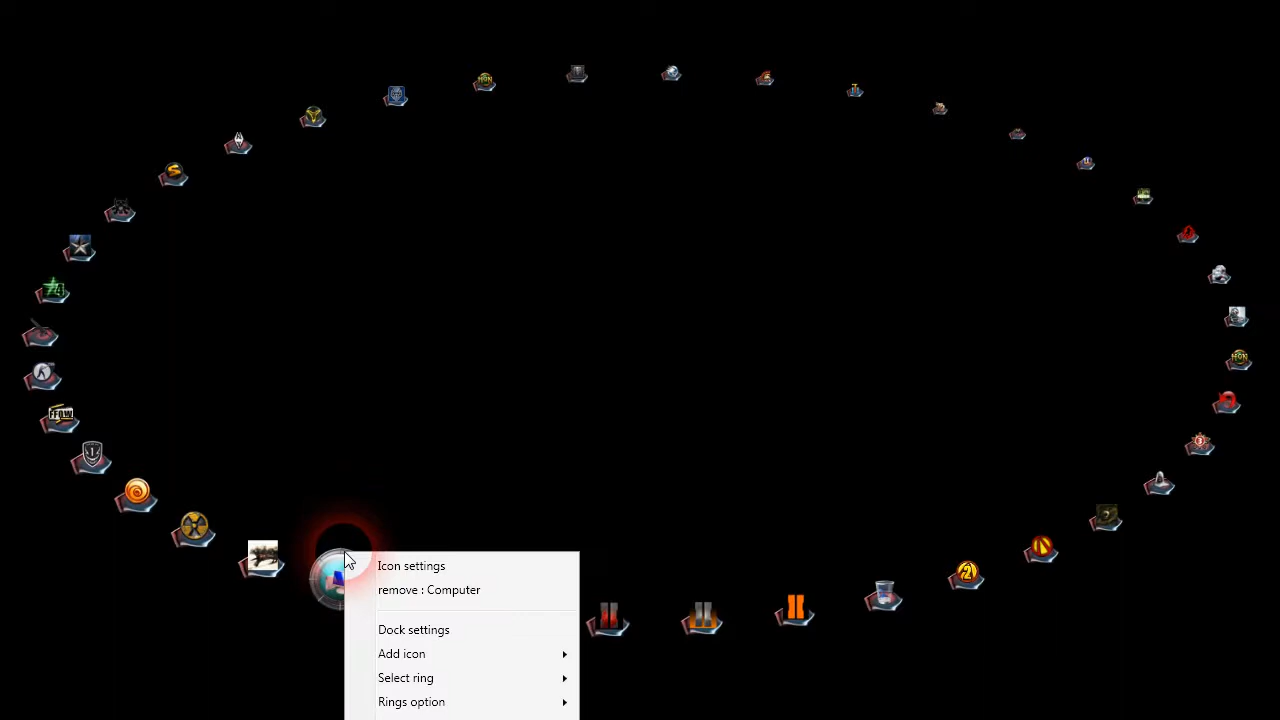 Icon settings
remove : Computer
Dock settings
Add icon
Select ring
Rings option